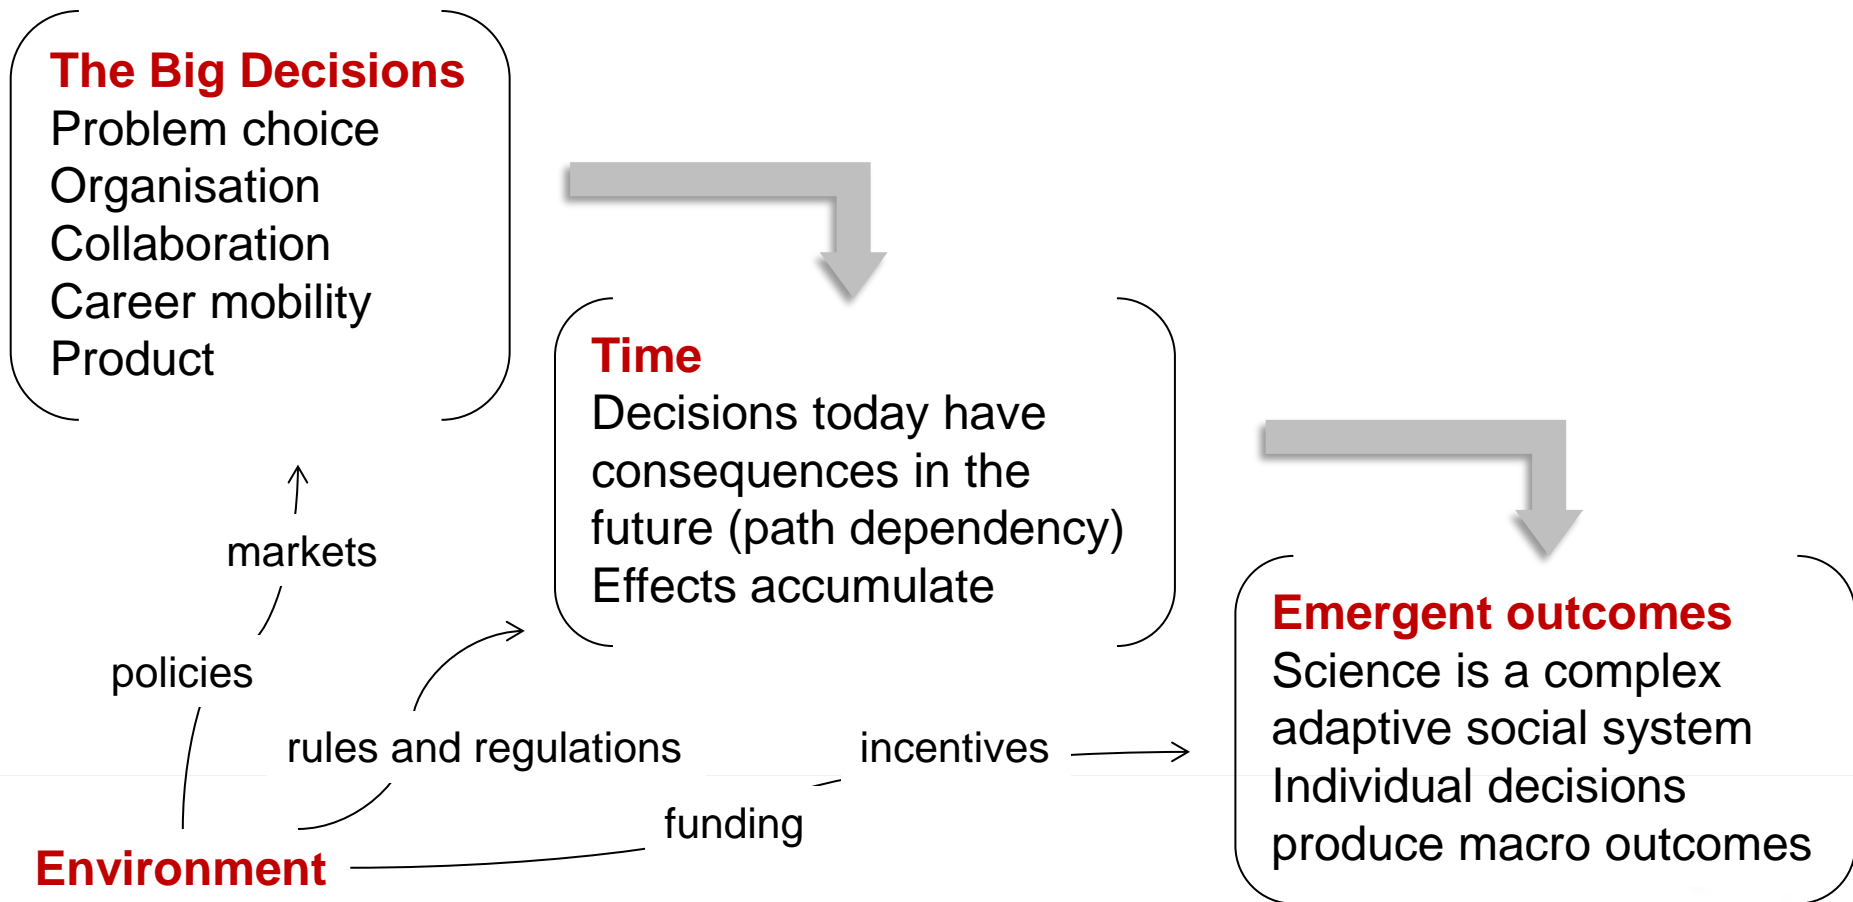 The Big Decisions
Problem choice
Organisation
Collaboration
Career mobility
Product
Time
Decisions today have
consequences in the
future (path dependency)
Effects accumulate
Emergent outcomes
Science is a complex
adaptive social system
Individual decisions
produce macro outcomes
markets
policies
rules and regulations
incentives
funding
Environment